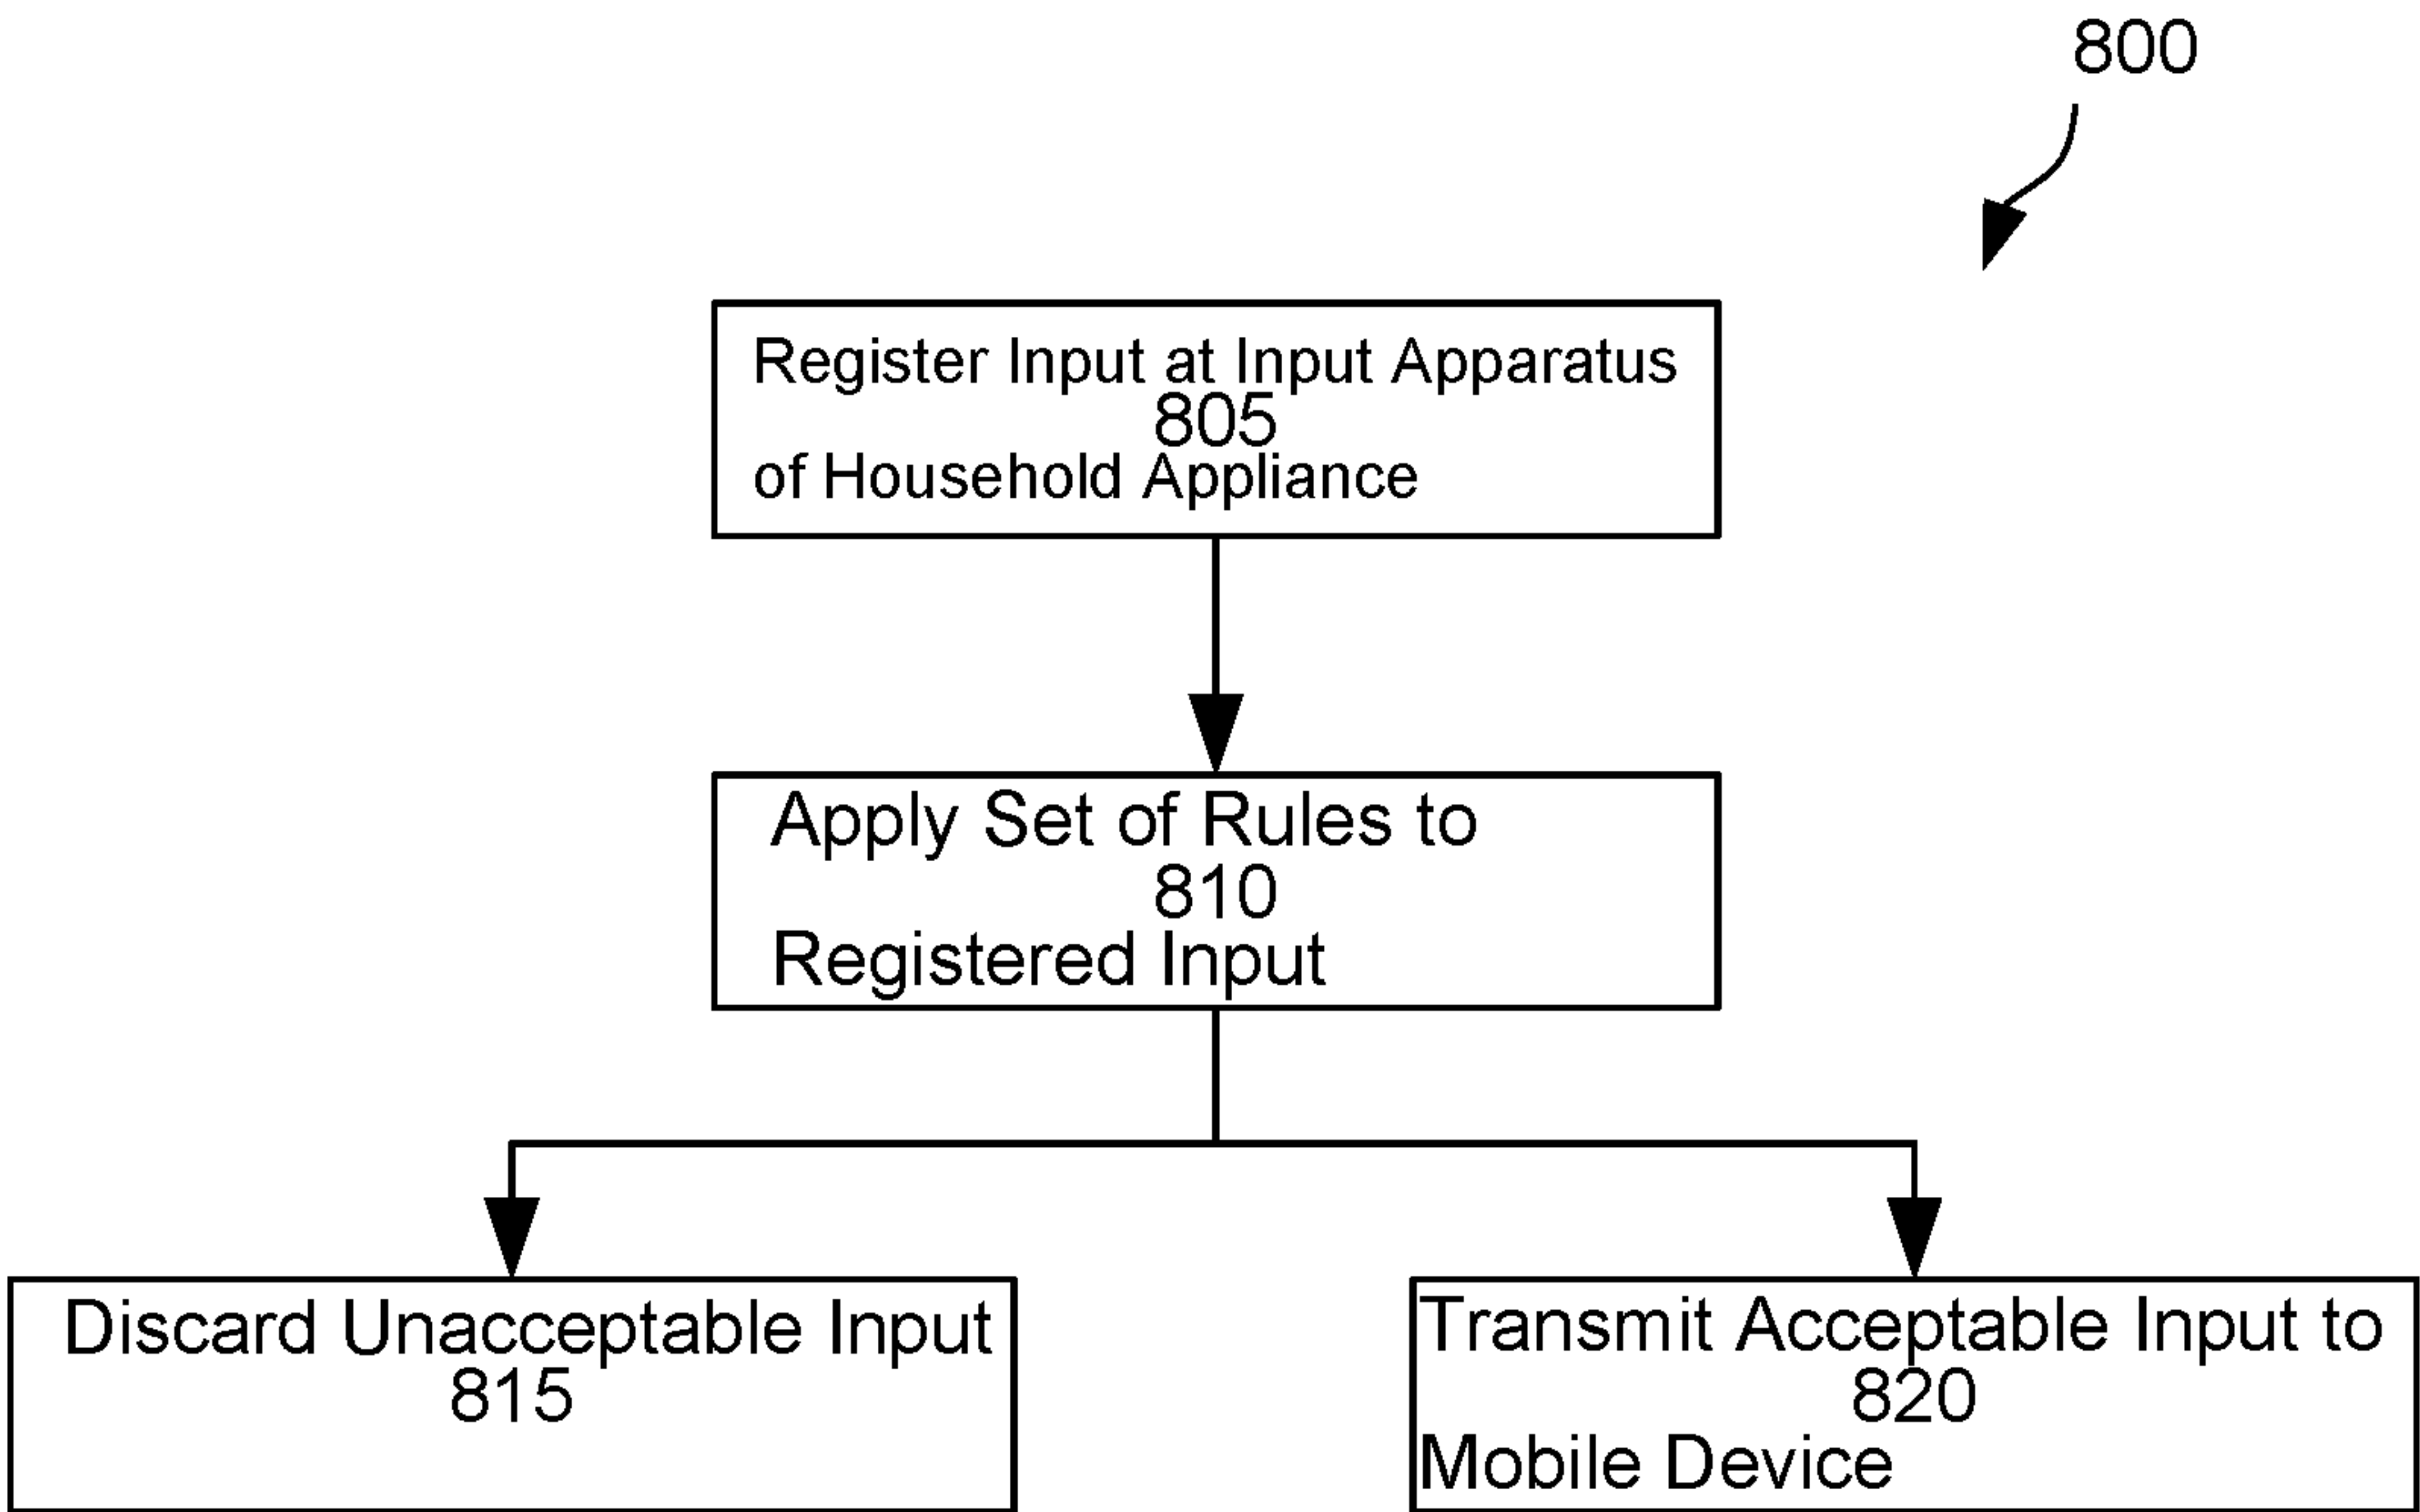 800
Register Input at Input Apparatus
805
of Household Appliance
Apply Set of Rules to
810
Registered Input
Discard Unacceptable Input
815
Transmit Acceptable Input to
820
Mobile Device